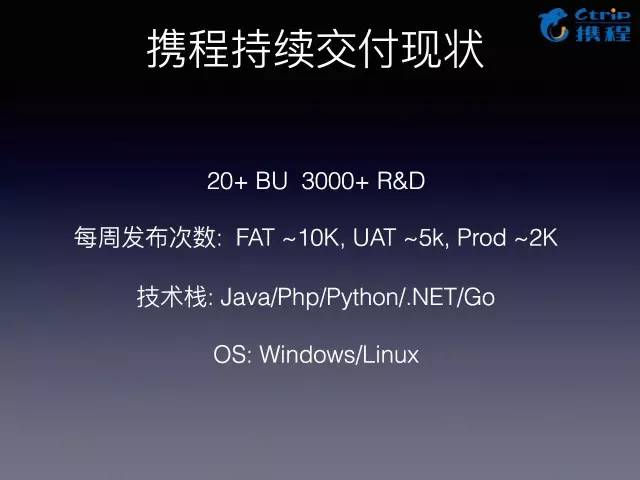 携程持续交付现状
Ctrip
携程
20+ BU  3000+ R&D
每周发布次数:  FAT ~10K, UAT ~5k, Prod ~2K
技术栈: Java/Php/Python/.NET/Go
OS: Windows/Linux